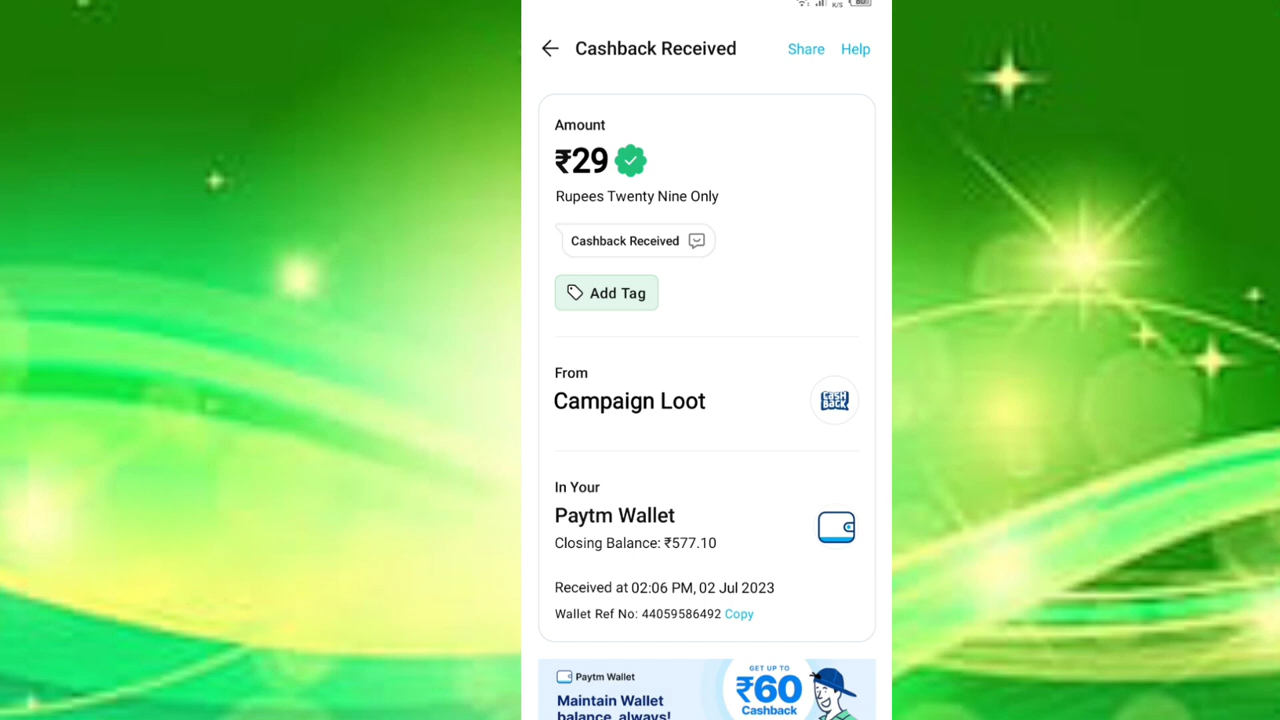 Cashback Received Share Help
Amount
₹29
Rupees Twenty Nine Only
Cashback Received
Add Tag
From
Campaign Loot
CASH
BACK
In Your
Paytm Wallet
Closing Balance: ₹577.10
Received at 02:06 PM, 02 Jul 2023
Wallet Ref No: 44059586492 Copy
Paytm Wallet
Maintain Wallet
balance, always!
GET UP TO
₹60
Cashback